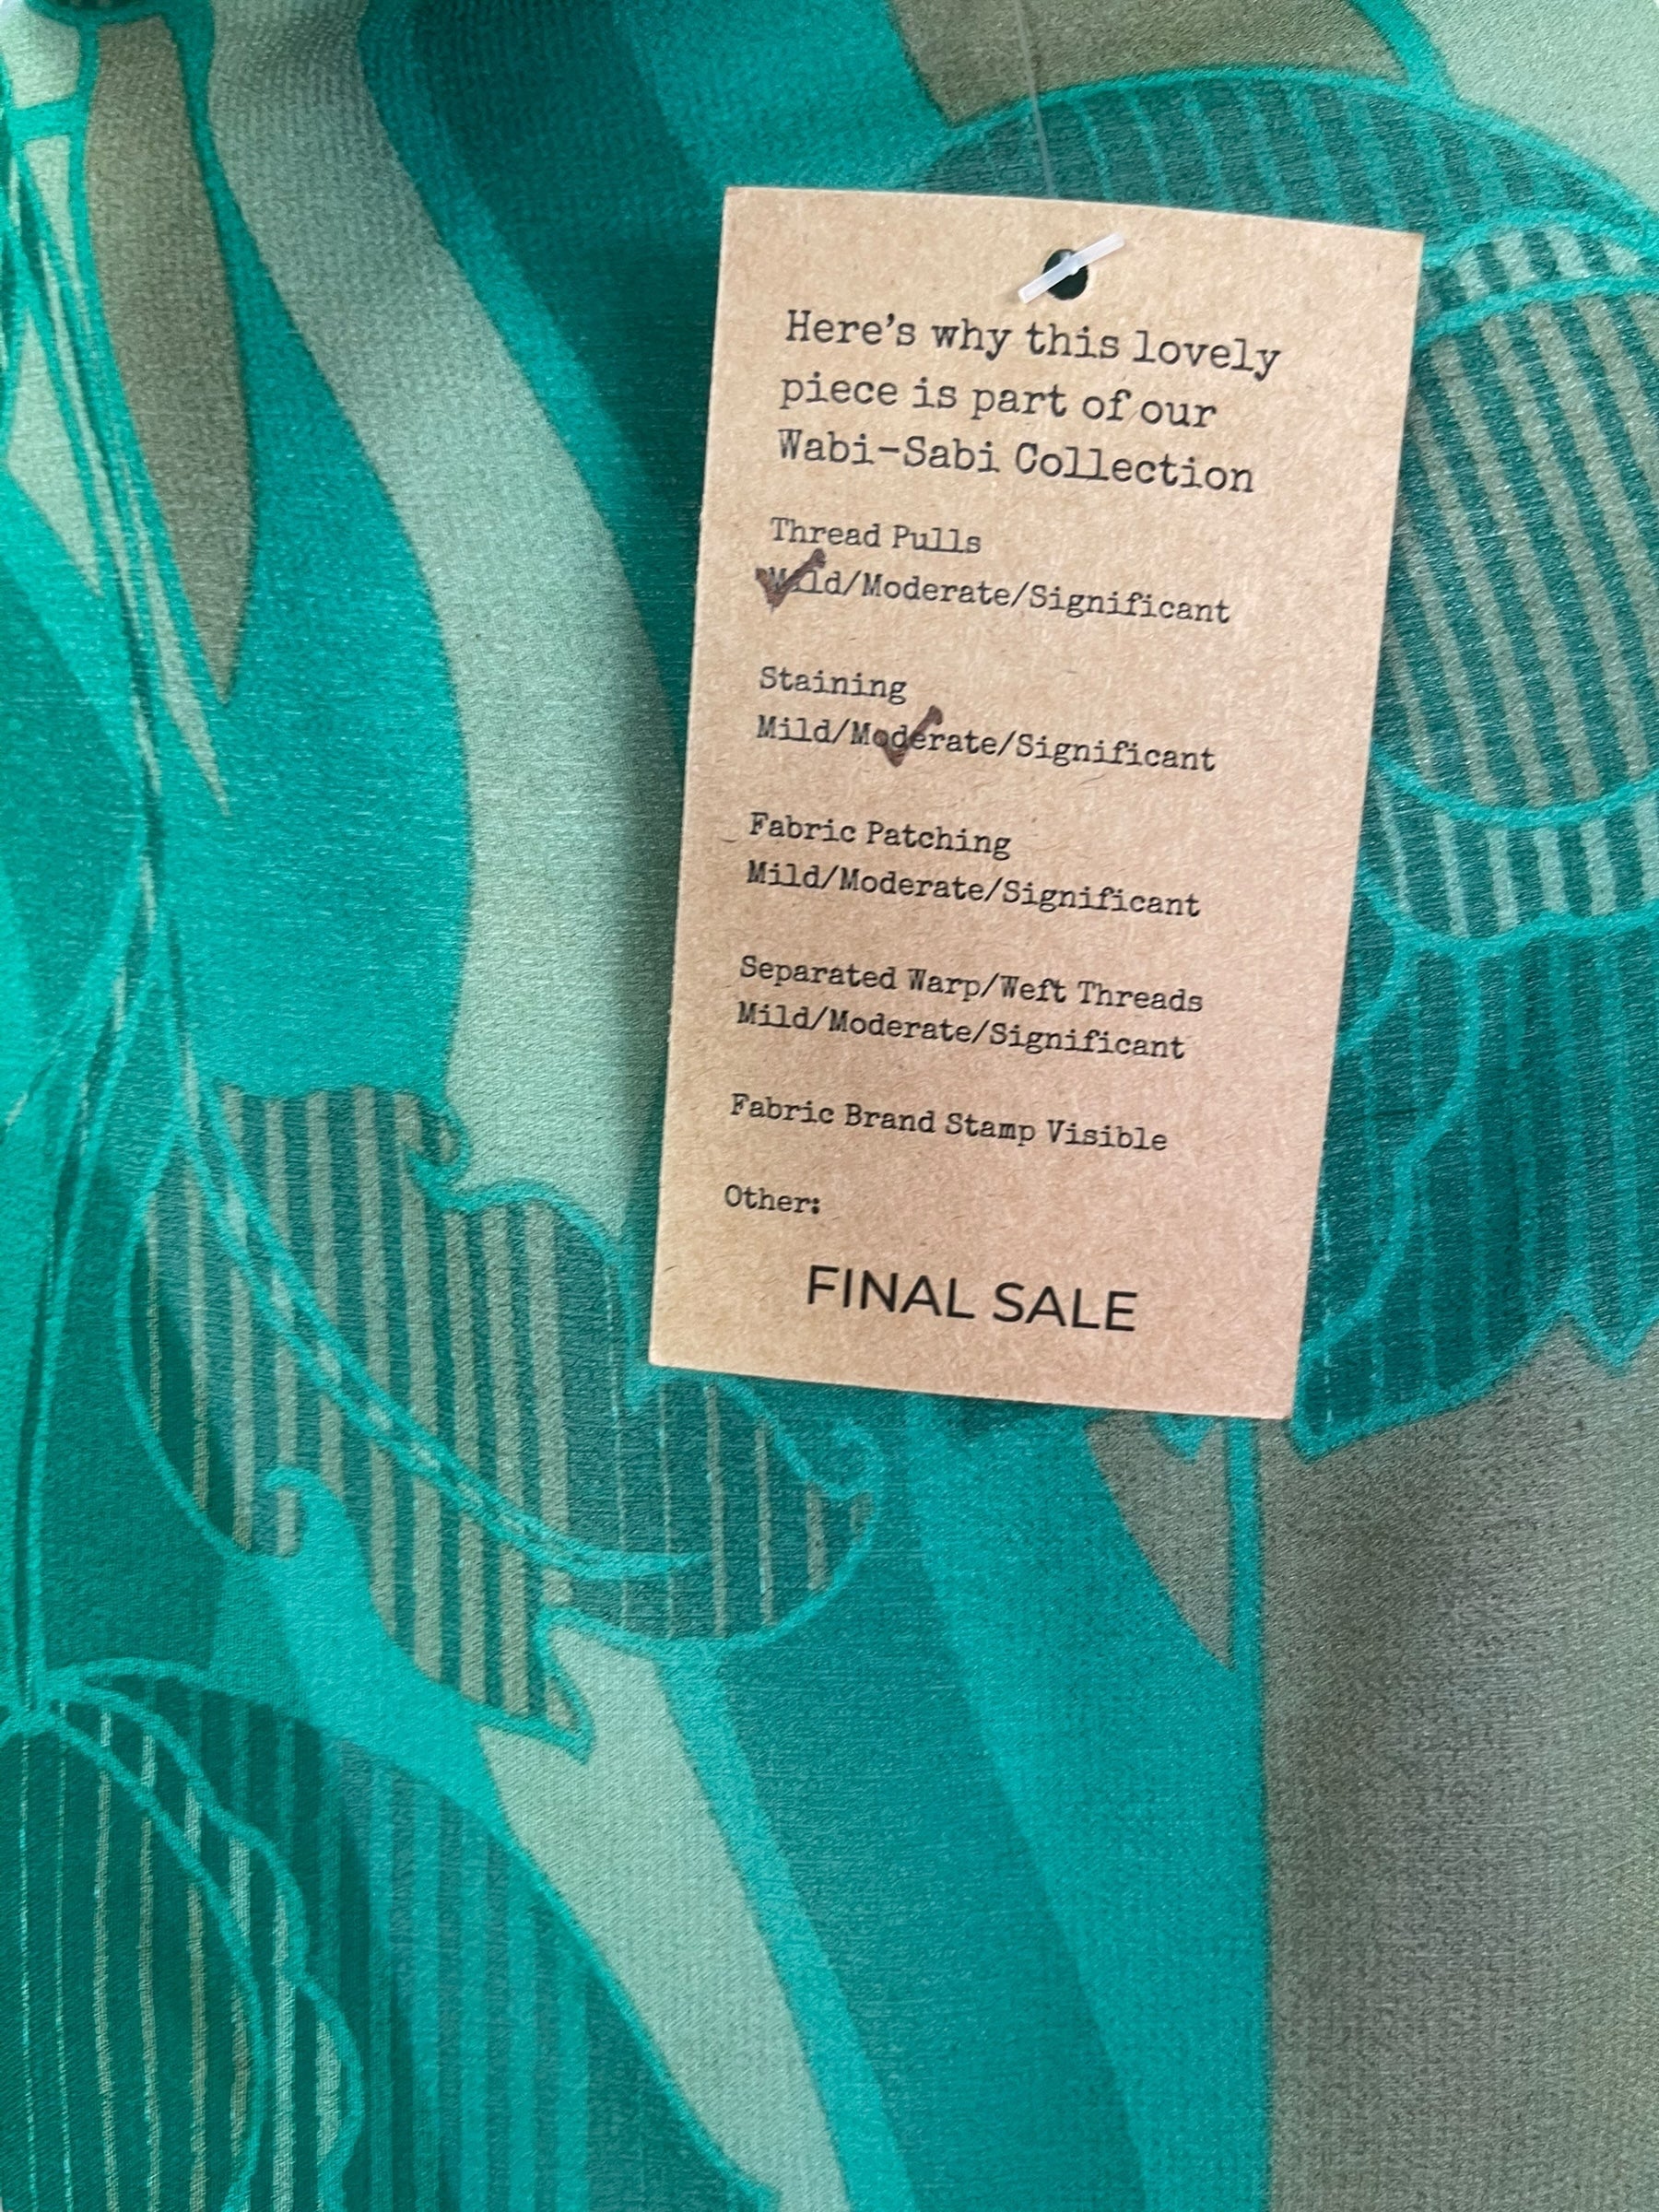 Here's why this lovely
piece is part of our
Wabi-Sabi Collection
Thread Pulls
Mild/Moderate/Significant
Staining
Mild/Moderate/Significant
Fabric Patching
Mild/Moderate/Significant
Separated Warp/Weft Threads
Mild/Moderate/Significant
Fabric Brand Stamp Visible
Other:
FINAL SALE